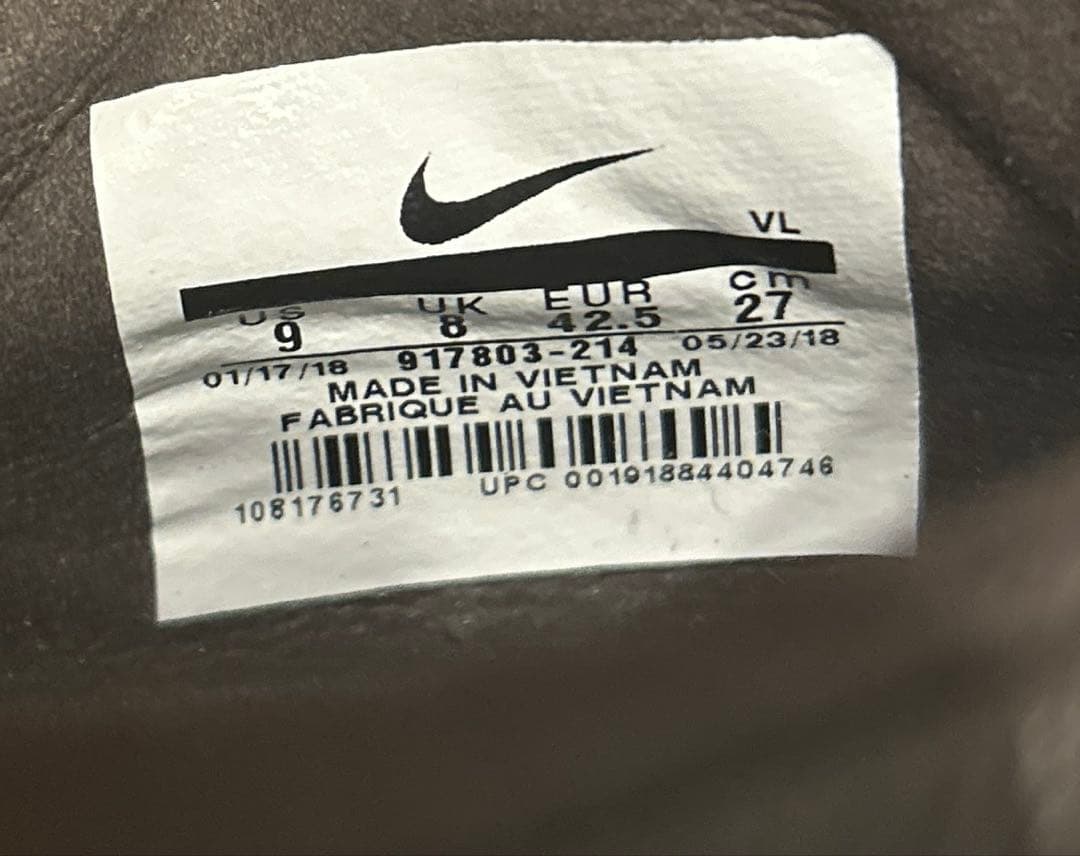 VL
US UK EUR cm
9 8 42.5 27
01/17/18 917803-214 05/23/18
MADE IN VIETNAM
FABRIQUE AU VIETNAM
108176731 UPC 00191884404746